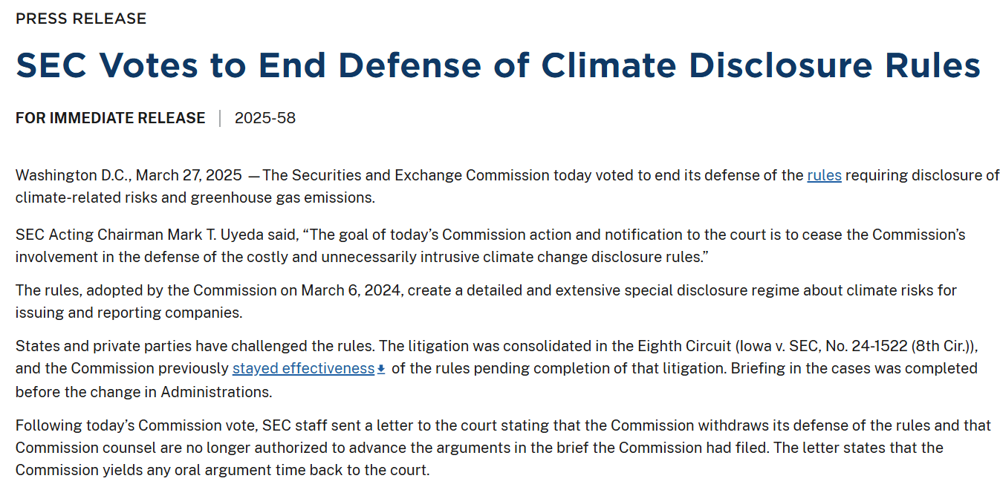 PRESS RELEASE
SEC Votes to End Defense of Climate Disclosure Rules
FOR IMMEDIATE RELEASE | 2025-58
Washington D.C., March 27, 2025 — The Securities and Exchange Commission today voted to end its defense of the rules requiring disclosure of
climate-related risks and greenhouse gas emissions.
SEC Acting Chairman Mark T. Uyeda said, “The goal of today’s Commission action and notification to the court is to cease the Commission’s
involvement in the defense of the costly and unnecessarily intrusive climate change disclosure rules.”
The rules, adopted by the Commission on March 6, 2024, create a detailed and extensive special disclosure regime about climate risks for
issuing and reporting companies.
States and private parties have challenged the rules. The litigation was consolidated in the Eighth Circuit (Iowa v. SEC, No. 24-1522 (8th Cir.)),
and the Commission previously stayed effectiveness of the rules pending completion of that litigation. Briefing in the cases was completed
before the change in Administrations.
Following today’s Commission vote, SEC staff sent a letter to the court stating that the Commission withdraws its defense of the rules and that
Commission counsel are no longer authorized to advance the arguments in the brief the Commission had filed. The letter states that the
Commission yields any oral argument time back to the court.